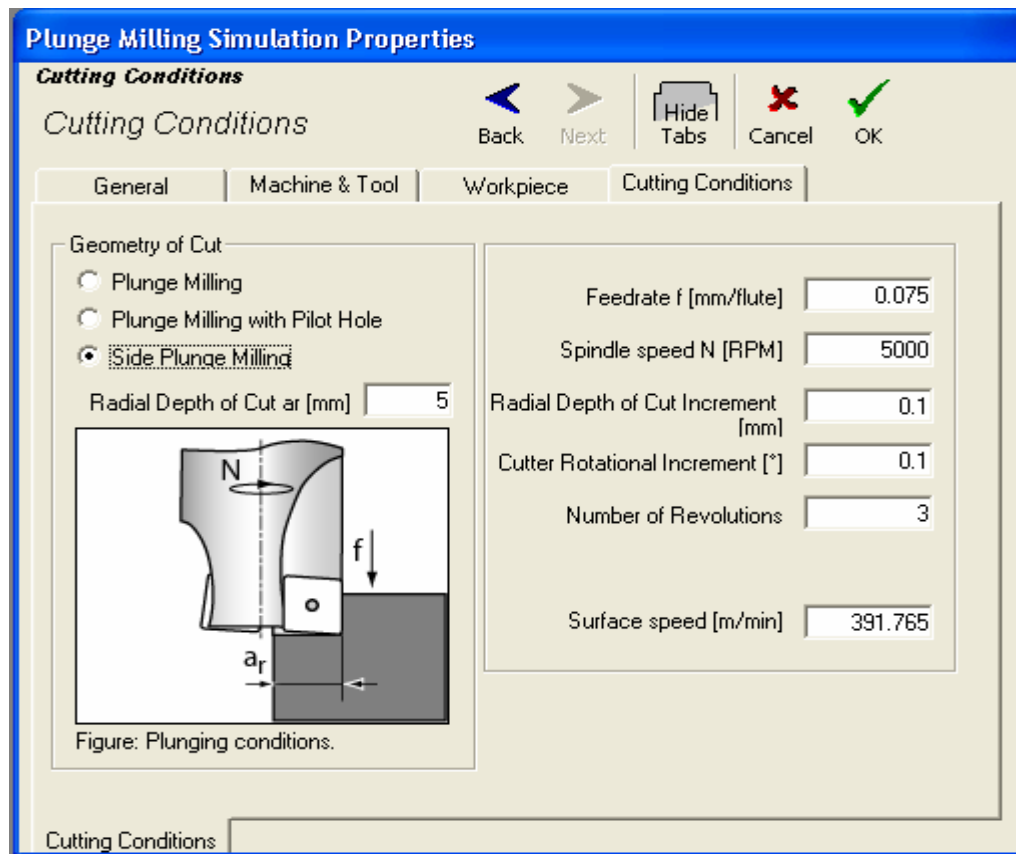 Plunge Milling Simulation Properties
Cutting Conditions
Cutting Conditions
Back
Next
Hide
Tabs
Cancel
OK
General
Machine & Tool
Workpiece
Cutting Conditions
Geometry of Cut
Plunge Milling
Plunge Milling with Pilot Hole
Side Plunge Milling
Radial Depth of Cut ar [mm] 5
N
f
ar
Figure: Plunging conditions.
Feedrate f [mm/flute] 0.075
Spindle speed N [RPM] 5000
Radial Depth of Cut Increment
[mm] 0.1
Cutter Rotational Increment [°] 0.1
Number of Revolutions 3
Surface speed [m/min] 391.765
Cutting Conditions